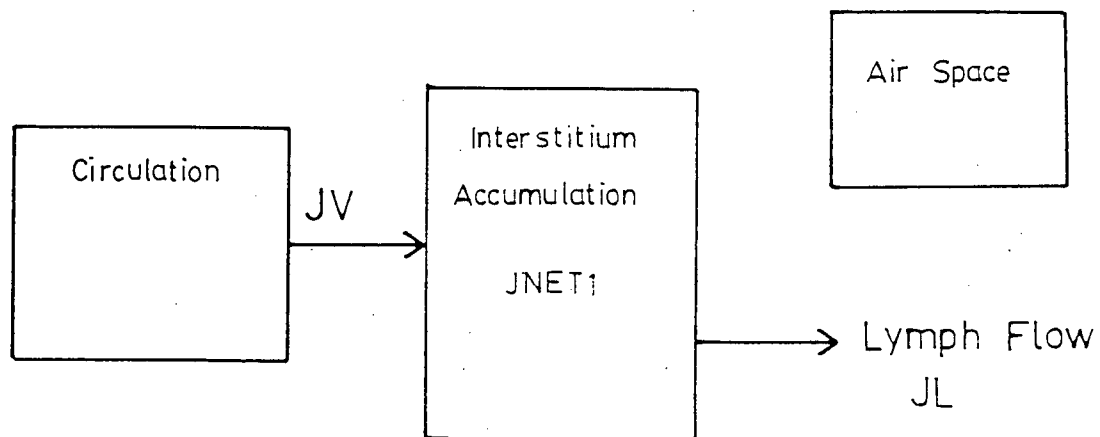 Circulation
JV
Interstitium
Accumulation
JNET1
Air Space
Lymph Flow
JL